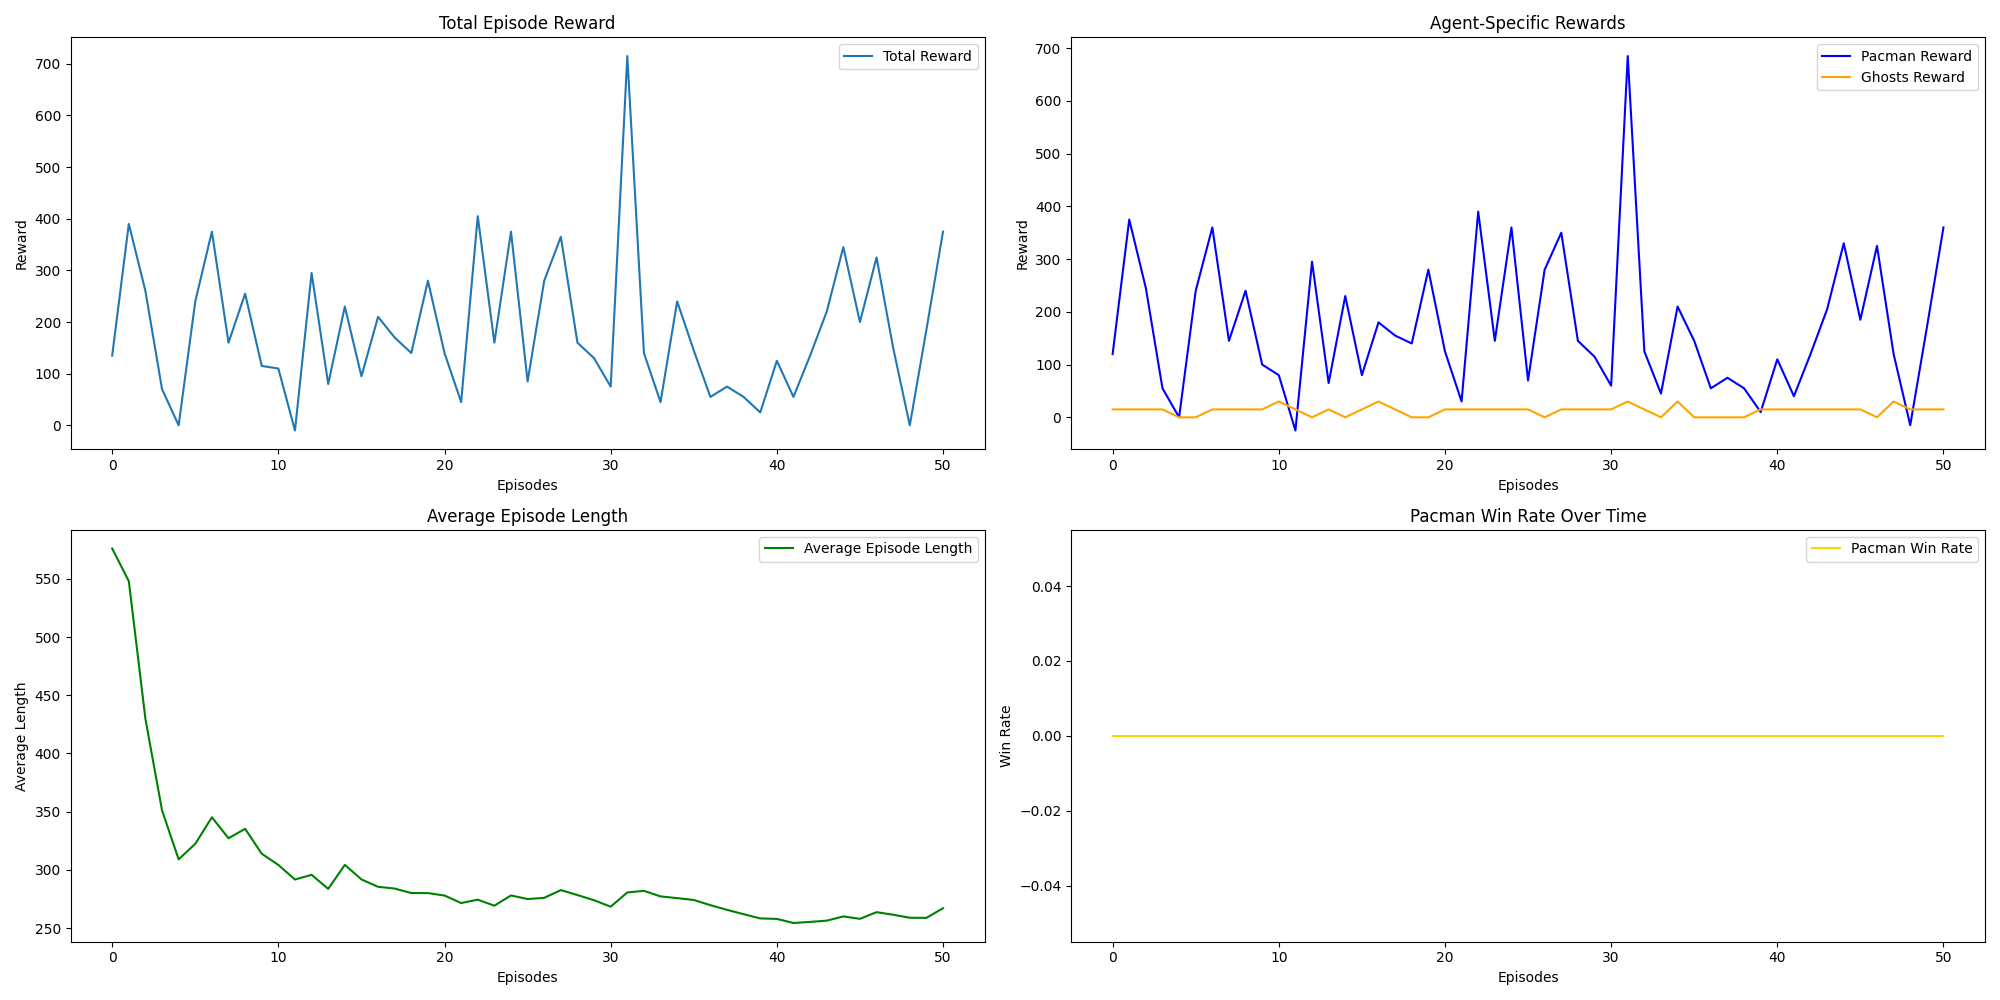 Total Episode Reward
Total Reward
700
600
500
400
300
200
100
0
Reward
0 10 20 30 40 50
Episodes
Agent-Specific Rewards
Pacman Reward
Ghosts Reward
700
600
500
400
300
200
100
0
Reward
0 10 20 30 40 50
Episodes
Average Episode Length
Average Episode Length
550
500
450
400
350
300
250
Average Length
0 10 20 30 40 50
Episodes
Pacman Win Rate Over Time
Pacman Win Rate
0.04
0.02
0.00
−0.02
−0.04
Win Rate
0 10 20 30 40 50
Episodes